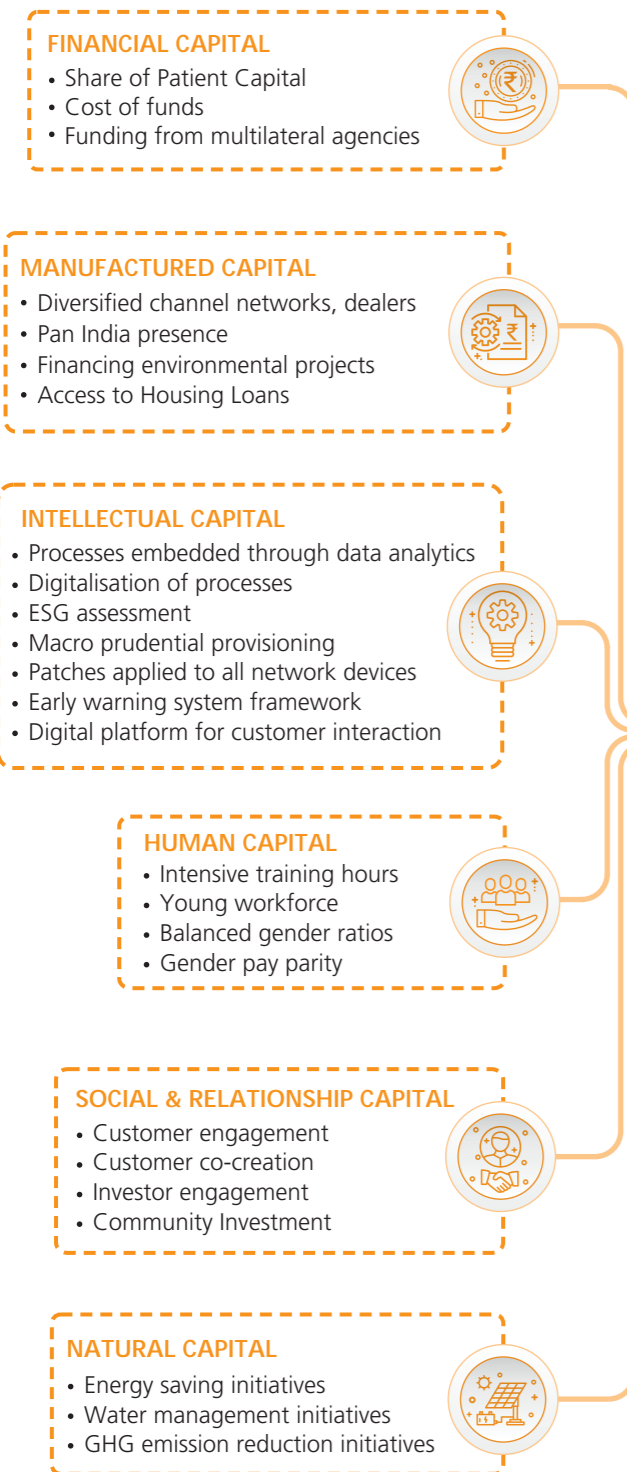 FINANCIAL CAPITAL
• Share of Patient Capital
• Cost of funds
• Funding from multilateral agencies
MANUFACTURED CAPITAL
• Diversified channel networks, dealers
• Pan India presence
• Financing environmental projects
• Access to Housing Loans
INTELLECTUAL CAPITAL
• Processes embedded through data analytics
• Digitalisation of processes
• ESG assessment
• Macro prudential provisioning
• Patches applied to all network devices
• Early warning system framework
• Digital platform for customer interaction
HUMAN CAPITAL
• Intensive training hours
• Young workforce
• Balanced gender ratios
• Gender pay parity
SOCIAL & RELATIONSHIP CAPITAL
• Customer engagement
• Customer co-creation
• Investor engagement
• Community Investment
NATURAL CAPITAL
• Energy saving initiatives
• Water management initiatives
• GHG emission reduction initiatives